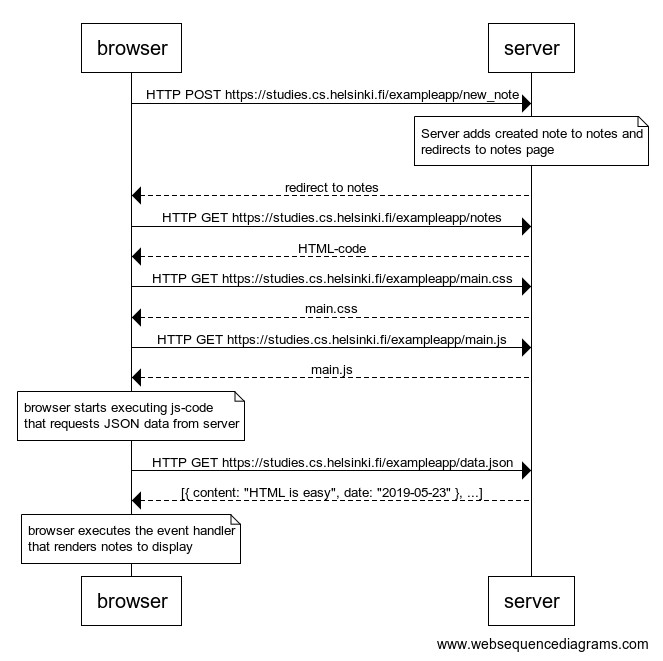 browser
server
HTTP POST https://studies.cs.helsinki.fi/exampleapp/new_note
Server adds created note to notes and
redirects to notes page
redirect to notes
HTTP GET https://studies.cs.helsinki.fi/exampleapp/notes
HTML-code
HTTP GET https://studies.cs.helsinki.fi/exampleapp/main.css
main.css
HTTP GET https://studies.cs.helsinki.fi/exampleapp/main.js
main.js
browser starts executing js-code
that requests JSON data from server
HTTP GET https://studies.cs.helsinki.fi/exampleapp/data.json
[{ content: "HTML is easy", date: "2019-05-23" }, ...]
browser executes the event handler
that renders notes to display
browser
server
www.websequencediagrams.com